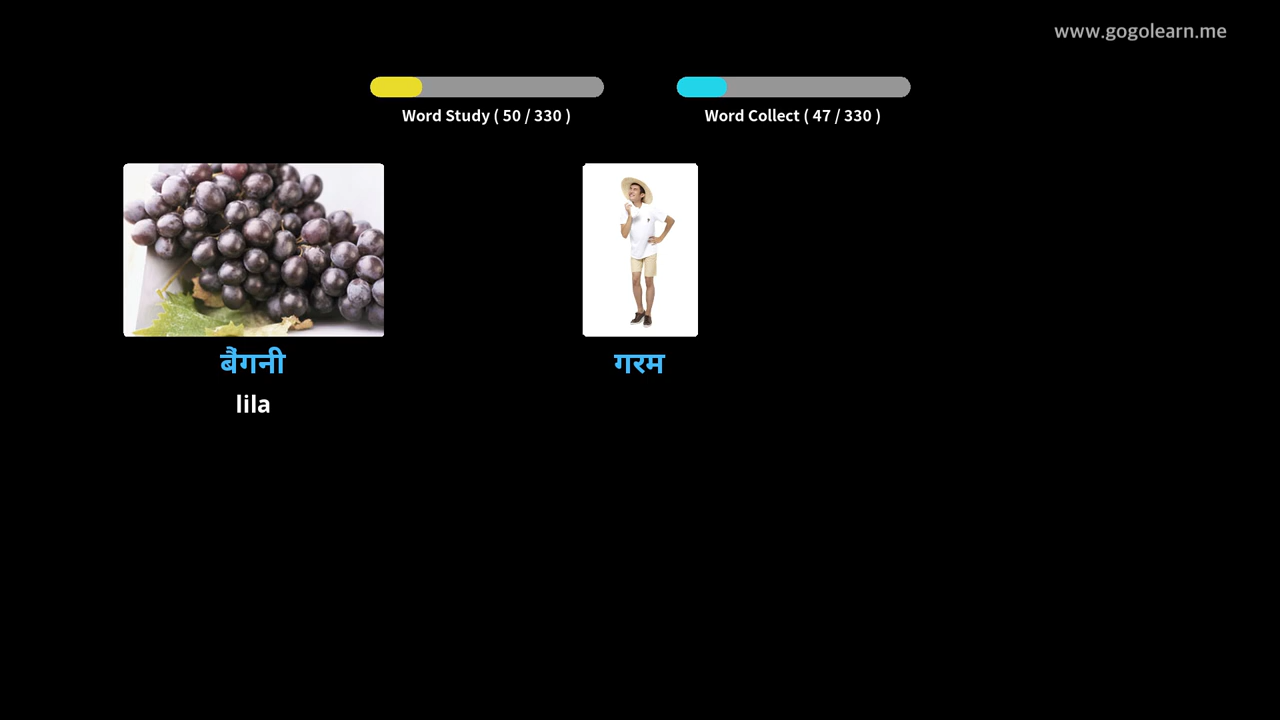 www.gogolearn.me
Word Study ( 50 / 330 )
Word Collect ( 47 / 330 )
बैंगनी
गरम
lila